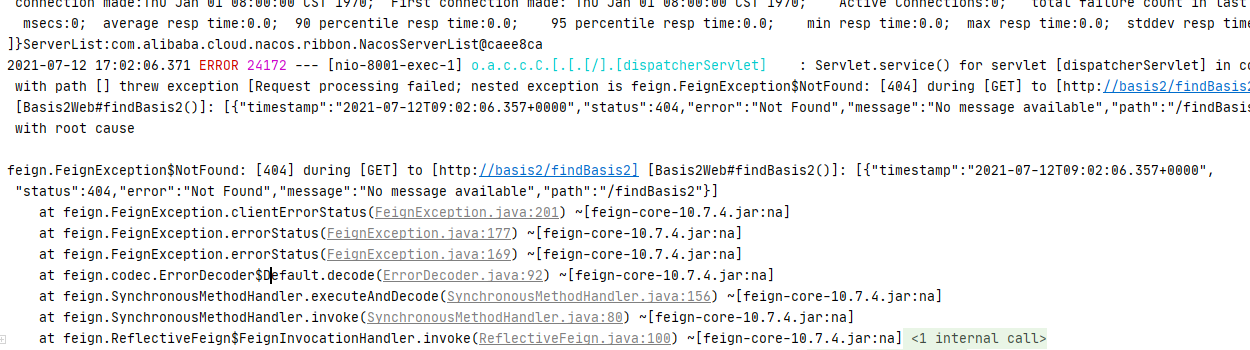 connection made:Thu Jan 01 08:00:00 CST 1970;  First connection made: Thu Jan 01 08:00:00 CST 1970;    Active Connections:0;   total failure count in last
msecs:0;  average resp time:0.0;  90 percentile resp time:0.0;    95 percentile resp time:0.0;    min resp time:0.0;  max resp time:0.0;  stddev resp time
]}ServerList:com.alibaba.cloud.nacos.ribbon.NacosServerList@caee8ca
2021-07-12 17:02:06.371 ERROR 24172 --- [nio-8001-exec-1] o.a.c.c.C.[.[.[/].[dispatcherServlet]    : Servlet.service() for servlet [dispatcherServlet] in co
with path [] threw exception [Request processing failed; nested exception is feign.FeignException$NotFound: [404] during [GET] to [http://basis2/findBasis2
[Basis2Web#findBasis2()]: [{"timestamp":"2021-07-12T09:02:06.357+0000","status":404,"error":"Not Found","message":"No message available","path":"/findBasis
with root cause
feign.FeignException$NotFound: [404] during [GET] to [http://basis2/findBasis2] [Basis2Web#findBasis2()]: [{"timestamp":"2021-07-12T09:02:06.357+0000",
"status":404,"error":"Not Found","message":"No message available","path":"/findBasis2"}]
at feign.FeignException.clientErrorStatus(FeignException.java:201) ~[feign-core-10.7.4.jar:na]
at feign.FeignException.errorStatus(FeignException.java:177) ~[feign-core-10.7.4.jar:na]
at feign.FeignException.errorStatus(FeignException.java:169) ~[feign-core-10.7.4.jar:na]
at feign.codec.ErrorDecoder$Default.decode(ErrorDecoder.java:92) ~[feign-core-10.7.4.jar:na]
at feign.SynchronousMethodHandler.executeAndDecode(SynchronousMethodHandler.java:156) ~[feign-core-10.7.4.jar:na]
at feign.SynchronousMethodHandler.invoke(SynchronousMethodHandler.java:80) ~[feign-core-10.7.4.jar:na]
at feign.ReflectiveFeign$FeignInvocationHandler.invoke(ReflectiveFeign.java:100) ~[feign-core-10.7.4.jar:na] <1 internal call>